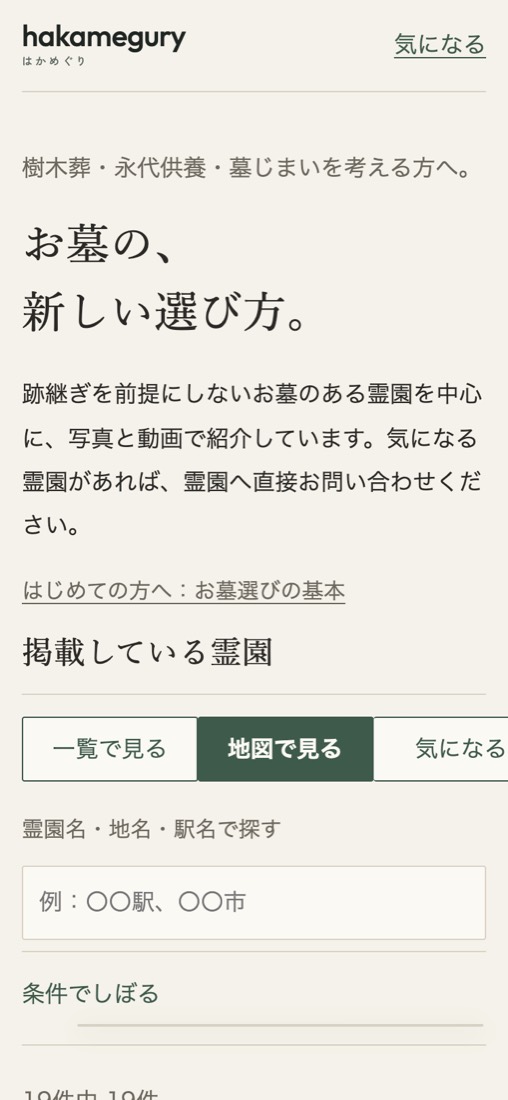 hakamegury
はかめぐり
気になる
樹木葬・永代供養・墓じまいを考える方へ。
お墓の、
新しい選び方。
跡継ぎを前提にしないお墓のある霊園を中心
に、写真と動画で紹介しています。気になる
霊園があれば、霊園へ直接お問い合わせくだ
さい。
はじめての方へ：お墓選びの基本
掲載している霊園
一覧で見る
地図で見る
気になる
霊園名・地名・駅名で探す
例：〇〇駅、〇〇市
条件でしぼる
19件中 19件